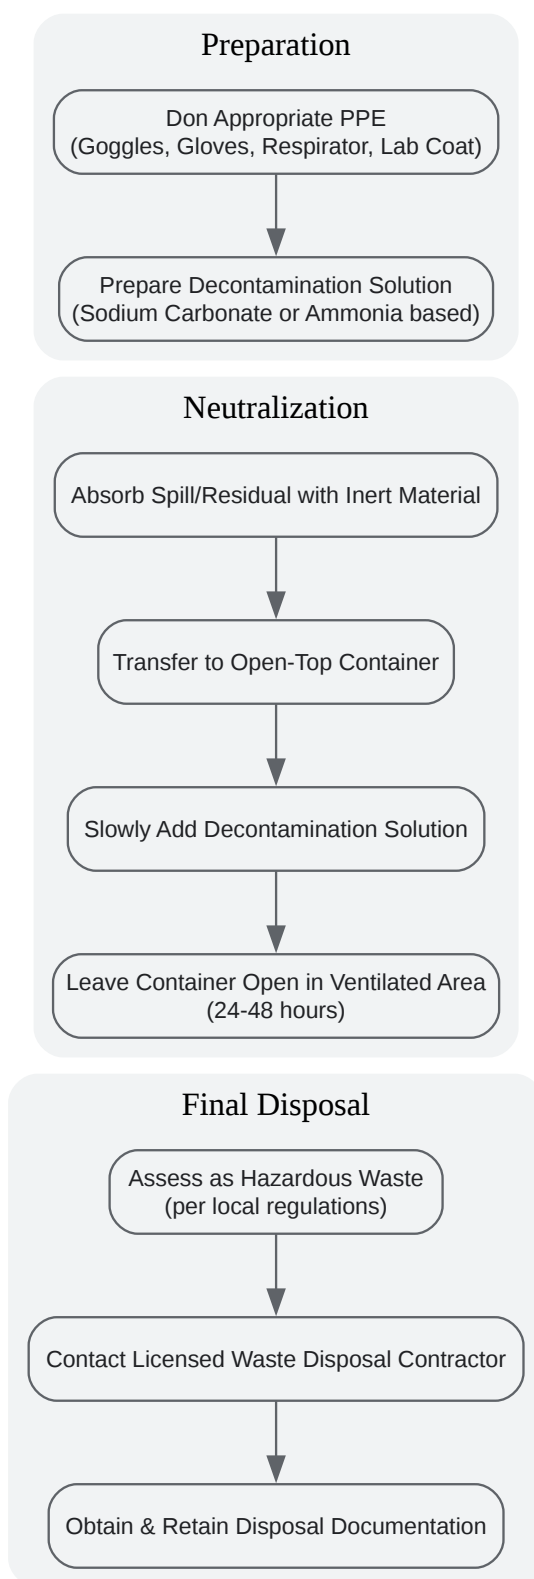 Preparation
Don Appropriate PPE
(Goggles, Gloves, Respirator, Lab Coat)
Prepare Decontamination Solution
(Sodium Carbonate or Ammonia based)
Neutralization
Absorb Spill/Residual with Inert Material
Transfer to Open-Top Container
Slowly Add Decontamination Solution
Leave Container Open in Ventilated Area
(24-48 hours)
Final Disposal
Assess as Hazardous Waste
(per local regulations)
Contact Licensed Waste Disposal Contractor
Obtain & Retain Disposal Documentation